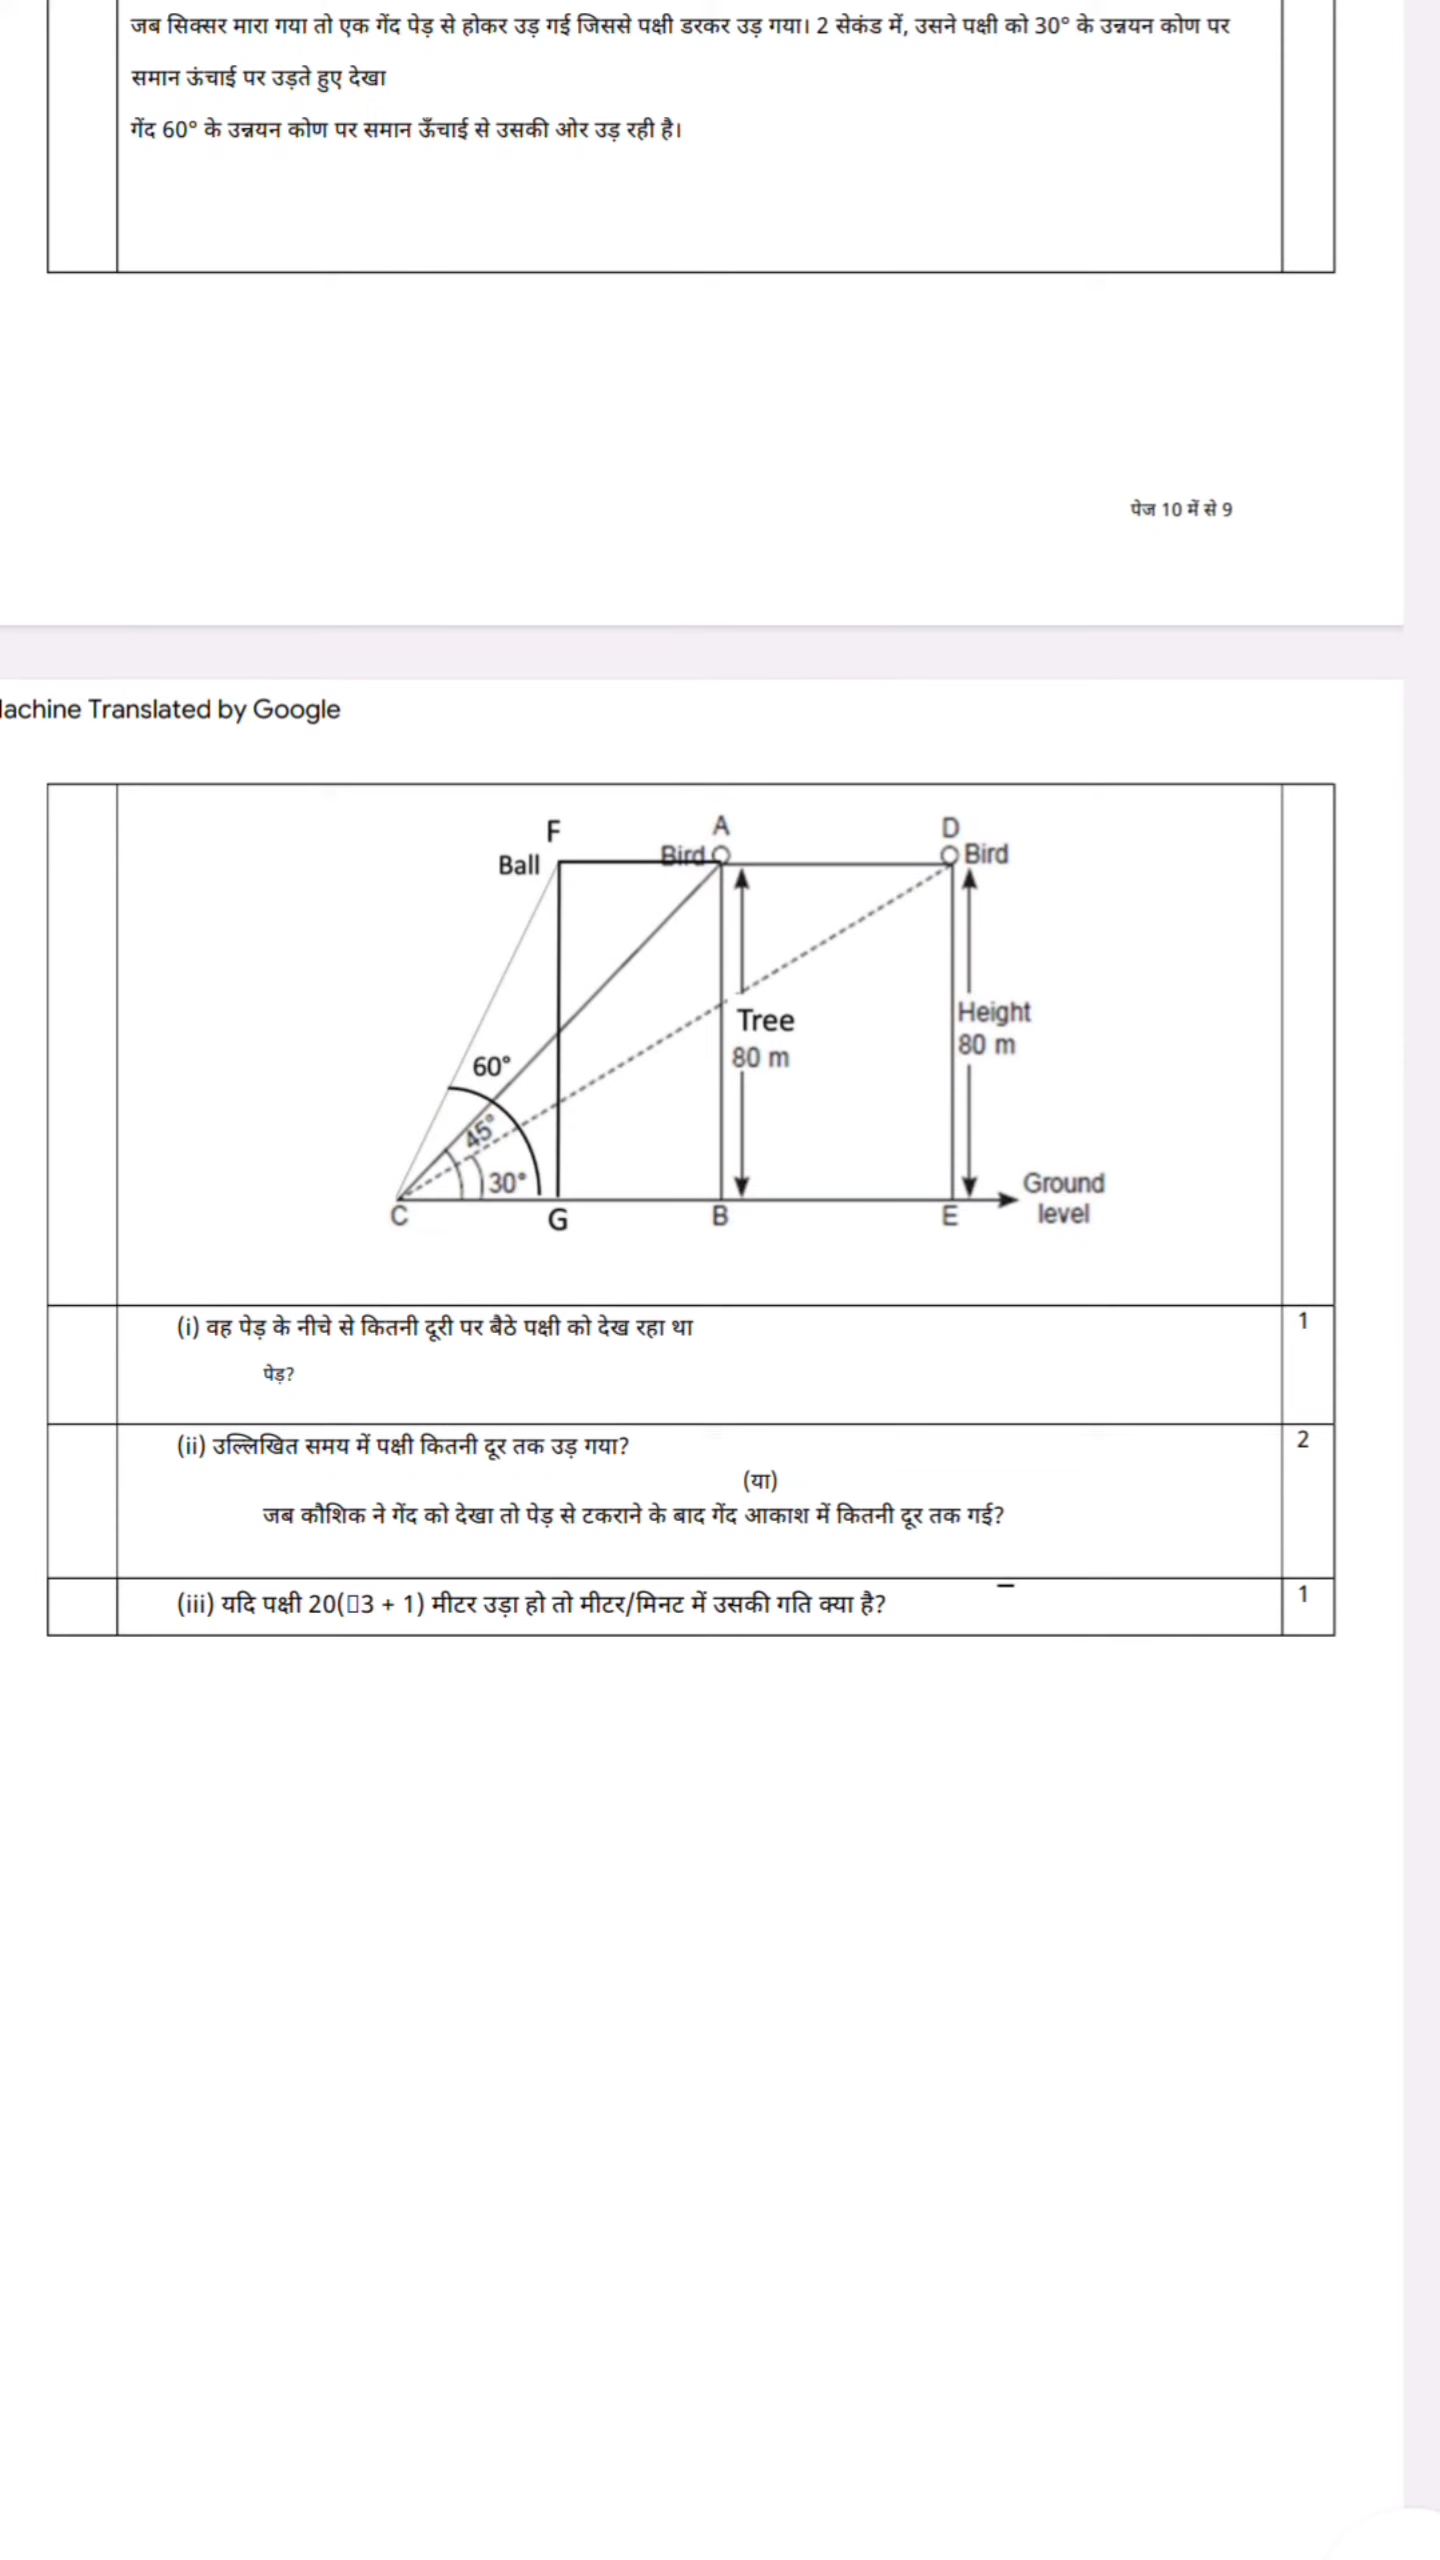 जब सिक्सर मारा गया तो एक गेंद पेड़ से होकर उड़ गई जिससे पक्षी डरकर उड़ गया। 2 सेकंड में, उसने पक्षी को 30° के उन्नयन कोण पर
समान ऊंचाई पर उड़ते हुए देखा
गेंद 60° के उन्नयन कोण पर समान ऊँचाई से उसकी ओर उड़ रही है।
पेज 10 में से 9
achine Translated by Google
F
A
D
Ball
Bird
Bird
Tree
80 m
Height
80 m
60°
45°
30°
Ground
level
C
G
B
E
(i) वह पेड़ के नीचे से कितनी दूरी पर बैठे पक्षी को देख रहा था
पेड़?
1
(ii) उल्लिखित समय में पक्षी कितनी दूर तक उड़ गया?
2
(या)
जब कौशिक ने गेंद को देखा तो पेड़ से टकराने के बाद गेंद आकाश में कितनी दूर तक गई?
(iii) यदि पक्षी 20(▯3 + 1) मीटर उड़ा हो तो मीटर/मिनट में उसकी गति क्या है?
1